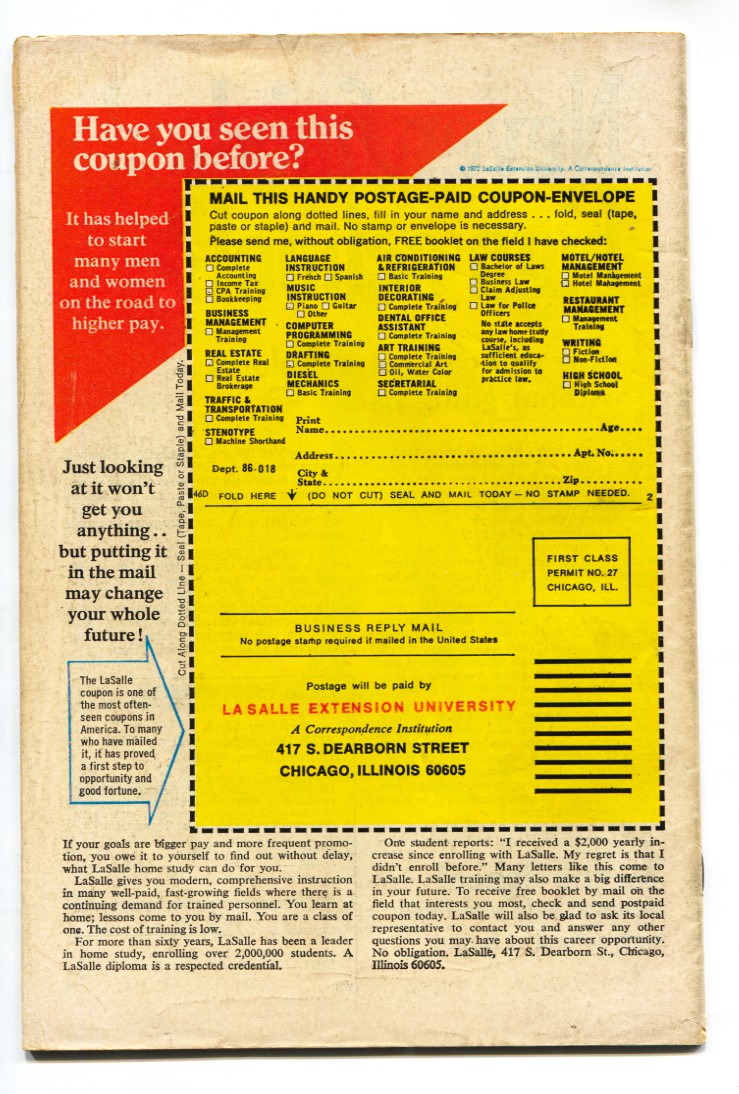 Have you seen this
coupon before?
© 1972 LaSalle Extension University. A Correspondence Institution
It has helped
to start
many men
and women
on the road to
higher pay.
MAIL THIS HANDY POSTAGE-PAID COUPON-ENVELOPE
Cut coupon along dotted lines, fill in your name and address . . . fold, seal (tape,
paste or staple) and mail. No stamp or envelope is necessary.
Please send me, without obligation, FREE booklet on the field I have checked:
ACCOUNTING
Complete
Accounting
Income Tax
CPA Training
Bookkeeping
BUSINESS
MANAGEMENT
Management
Training
REAL ESTATE
Complete Real
Estate
Real Estate
Brokerage
TRAFFIC &
TRANSPORTATION
Complete Training
STENOTYPE
Machine Shorthand
LANGUAGE
INSTRUCTION
French Spanish
MUSIC
INSTRUCTION
Piano Guitar
Other
COMPUTER
PROGRAMMING
Complete Training
DRAFTING
Complete Training
DIESEL
MECHANICS
Basic Training
AIR CONDITIONING
& REFRIGERATION
Basic Training
INTERIOR
DECORATING
Complete Training
DENTAL OFFICE
ASSISTANT
Complete Training
ART TRAINING
Complete Training
Commercial Art
Oil, Water Color
SECRETARIAL
Complete Training
LAW COURSES
Bachelor of Laws
Degree
Business Law
Claim Adjusting
Law
Law for Police
Officers
No state accepts
any law home study
course, including
LaSalle's, as
sufficient educa-
tion to qualify
for admission to
practice law.
MOTEL/HOTEL
MANAGEMENT
Motel Management
Hotel Management
RESTAURANT
MANAGEMENT
Management
Training
WRITING
Fiction
Non-Fiction
HIGH SCHOOL
High School
Diploma
Print
Name..........Age....
Address..........Apt. No......
Dept. 86-018
City &
State..........Zip..........
46D FOLD HERE ↓ (DO NOT CUT) SEAL AND MAIL TODAY — NO STAMP NEEDED. 2
Cut Along Dotted Line — Seal (Tape, Paste or Staple) and Mail Today.
Just looking
at it won't
get you
anything . .
but putting it
in the mail
may change
your whole
future!
The LaSalle
coupon is one of
the most often-
seen coupons in
America. To many
who have mailed
it, it has proved
a first step to
opportunity and
good fortune.
FIRST CLASS
PERMIT NO. 27
CHICAGO, ILL.
BUSINESS REPLY MAIL
No postage stamp required if mailed in the United States
Postage will be paid by
LA SALLE EXTENSION UNIVERSITY
A Correspondence Institution
417 S. DEARBORN STREET
CHICAGO, ILLINOIS 60605
If your goals are bigger pay and more frequent promo-
tion, you owe it to yourself to find out without delay,
what LaSalle home study can do for you.
LaSalle gives you modern, comprehensive instruction
in many well-paid, fast-growing fields where there is a
continuing demand for trained personnel. You learn at
home; lessons come to you by mail. You are a class of
one. The cost of training is low.
For more than sixty years, LaSalle has been a leader
in home study, enrolling over 2,000,000 students. A
LaSalle diploma is a respected credential.
One student reports: "I received a $2,000 yearly in-
crease since enrolling with LaSalle. My regret is that I
didn't enroll before." Many letters like this come to
LaSalle. LaSalle training may also make a big difference
in your future. To receive free booklet by mail on the
field that interests you most, check and send postpaid
coupon today. LaSalle will also be glad to ask its local
representative to contact you and answer any other
questions you may have about this career opportunity.
No obligation. LaSalle, 417 S. Dearborn St., Chicago,
Illinois 60605.